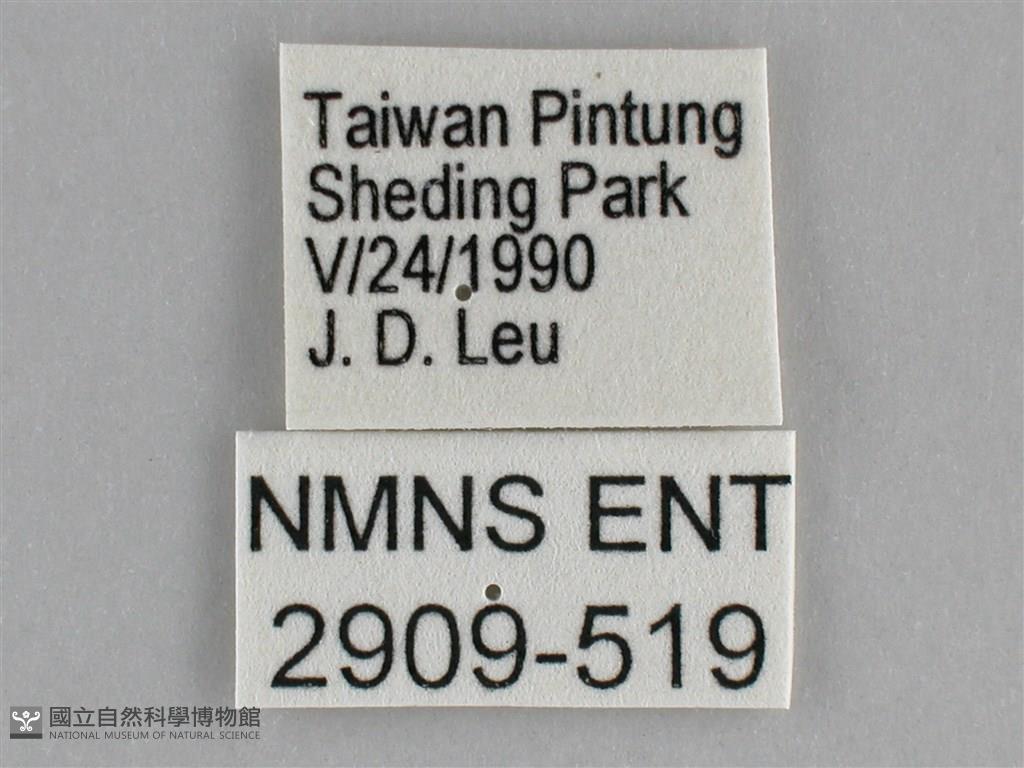 Taiwan Pintung
Sheding Park
V/24/1990
J. D. Leu
NMNS ENT
2909-519
國立自然科學博物館
NATIONAL MUSEUM OF NATURAL SCIENCE